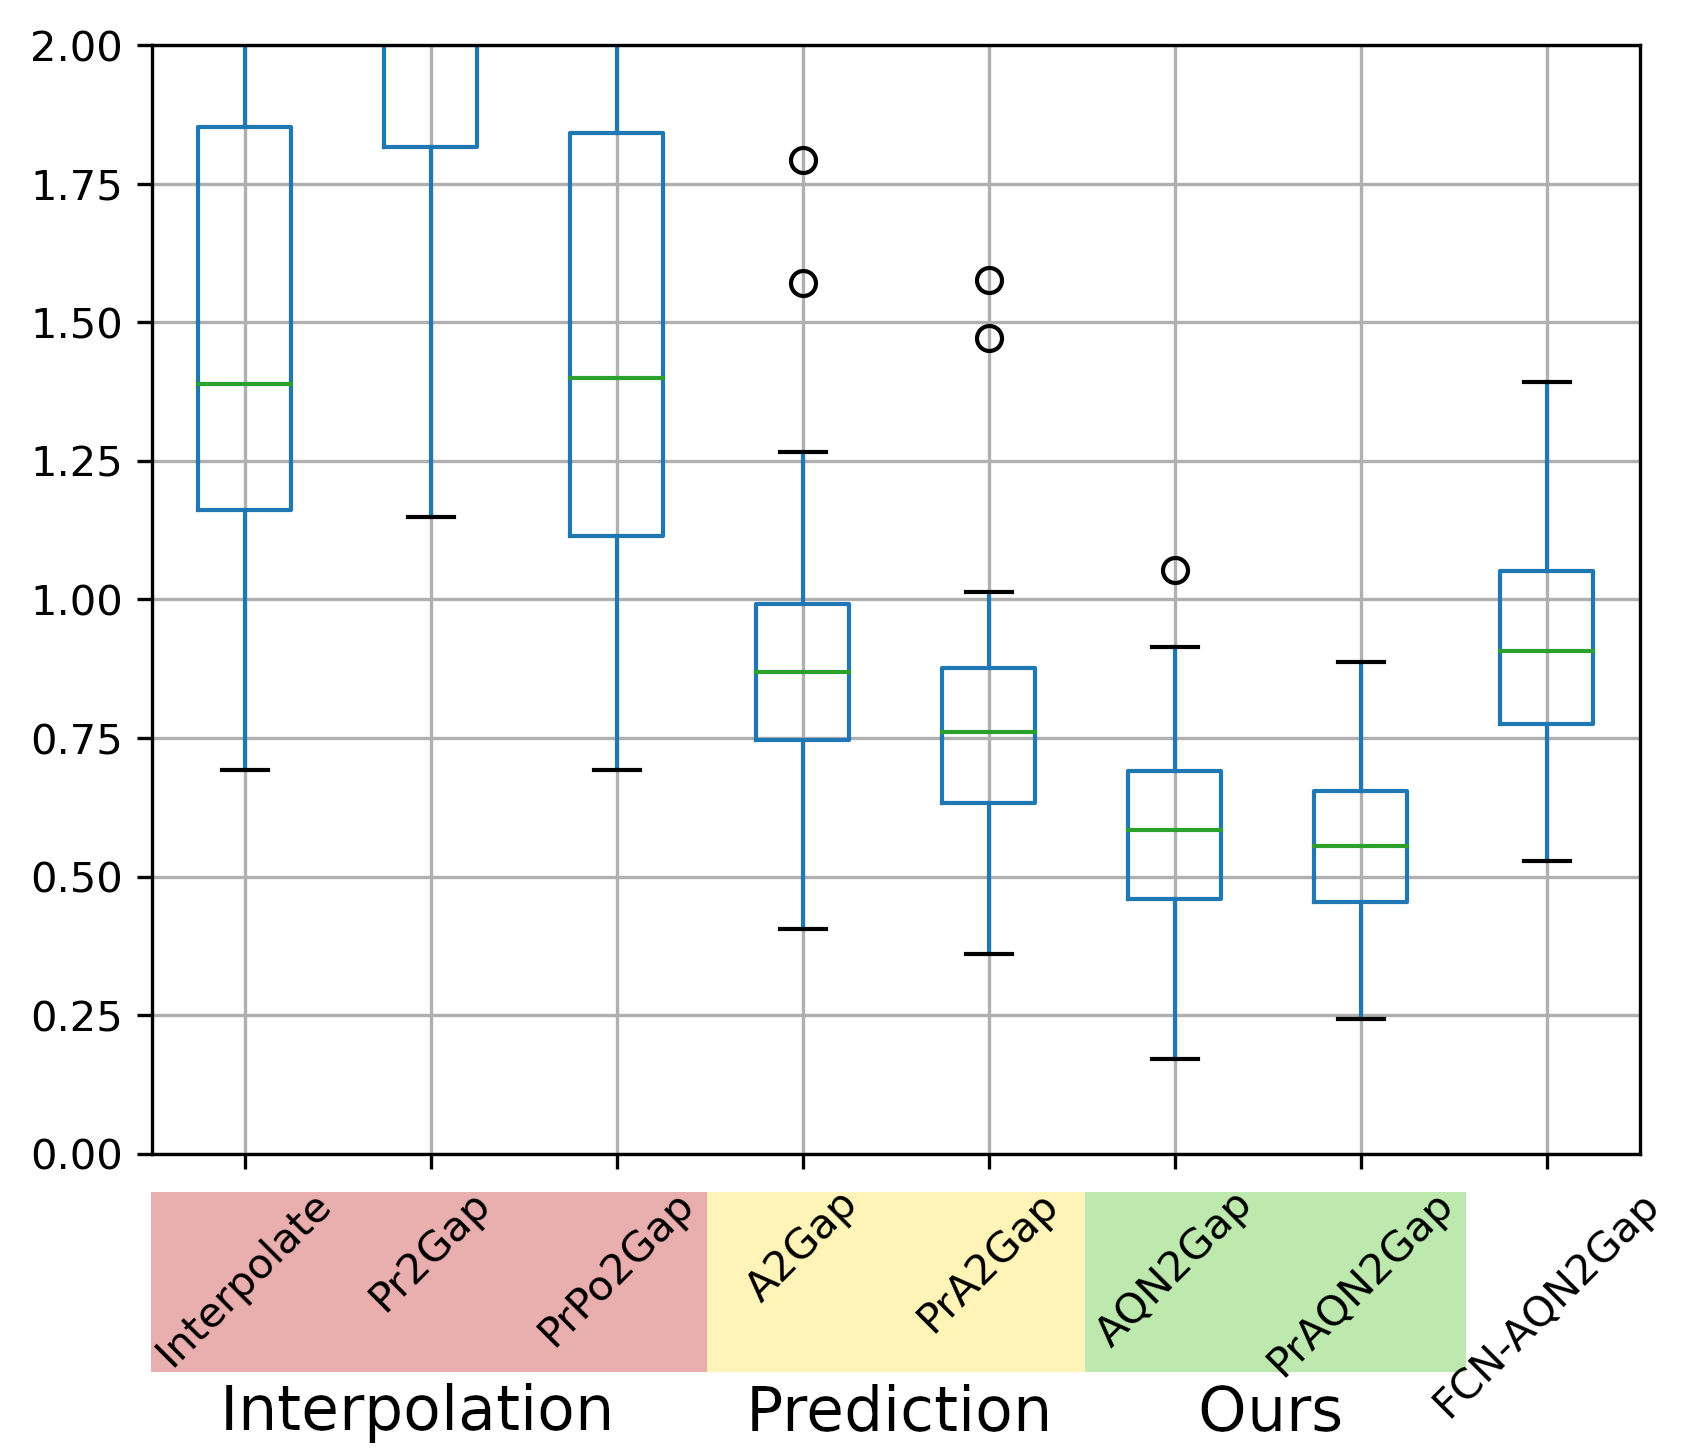 2.00
1.75
1.50
1.25
1.00
0.75
0.50
0.25
0.00
Interpolate
Pr2Gap
PrPo2Gap
A2Gap
PrA2Gap
AQN2Gap
PrAQN2Gap
FCN-AQN2Gap
Interpolation
Prediction
Ours